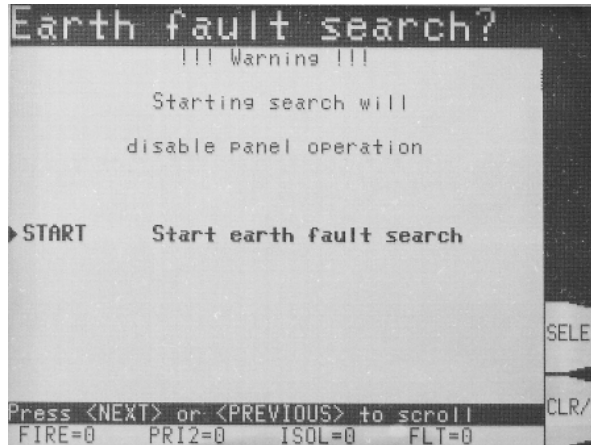 Earth fault search?
!!! Warning !!!
Starting search will
disable panel operation
START Start earth fault search
SELE
CLR/
Press <NEXT> or <PREVIOUS> to scroll
FIRE=0 PRI2=0 ISOL=0 FLT=0